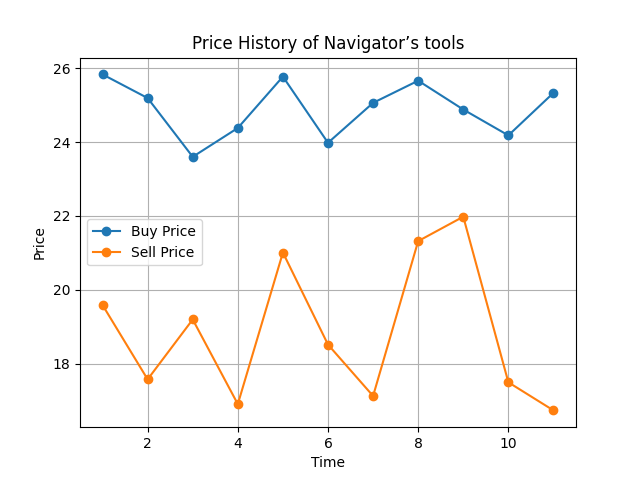 Price History of Navigator’s tools
26
24
22
20
18
Price
Buy Price
Sell Price
2 4 6 8 10
Time